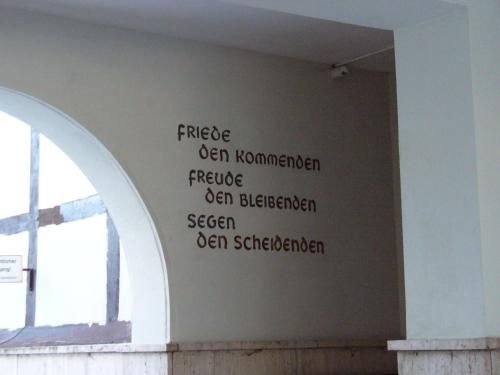 FRIEDE
DEN KOMMENDEN
FREUDE
DEN BLEIBENDEN
SEGEN
DEN SCHEIDENDEN